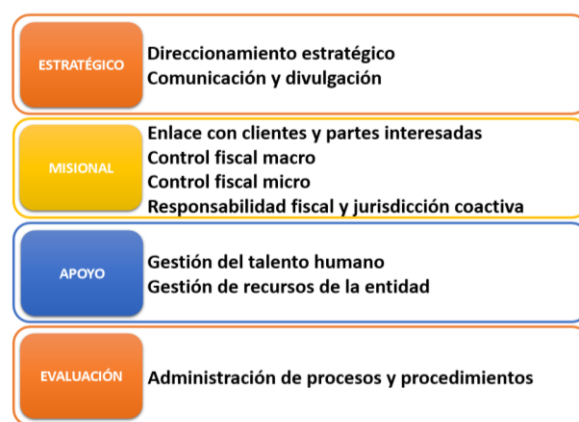 ESTRATÉGICO
Direccionamiento estratégico
Comunicación y divulgación
MISIONAL
Enlace con clientes y partes interesadas
Control fiscal macro
Control fiscal micro
Responsabilidad fiscal y jurisdicción coactiva
APOYO
Gestión del talento humano
Gestión de recursos de la entidad
EVALUACIÓN
Administración de procesos y procedimientos